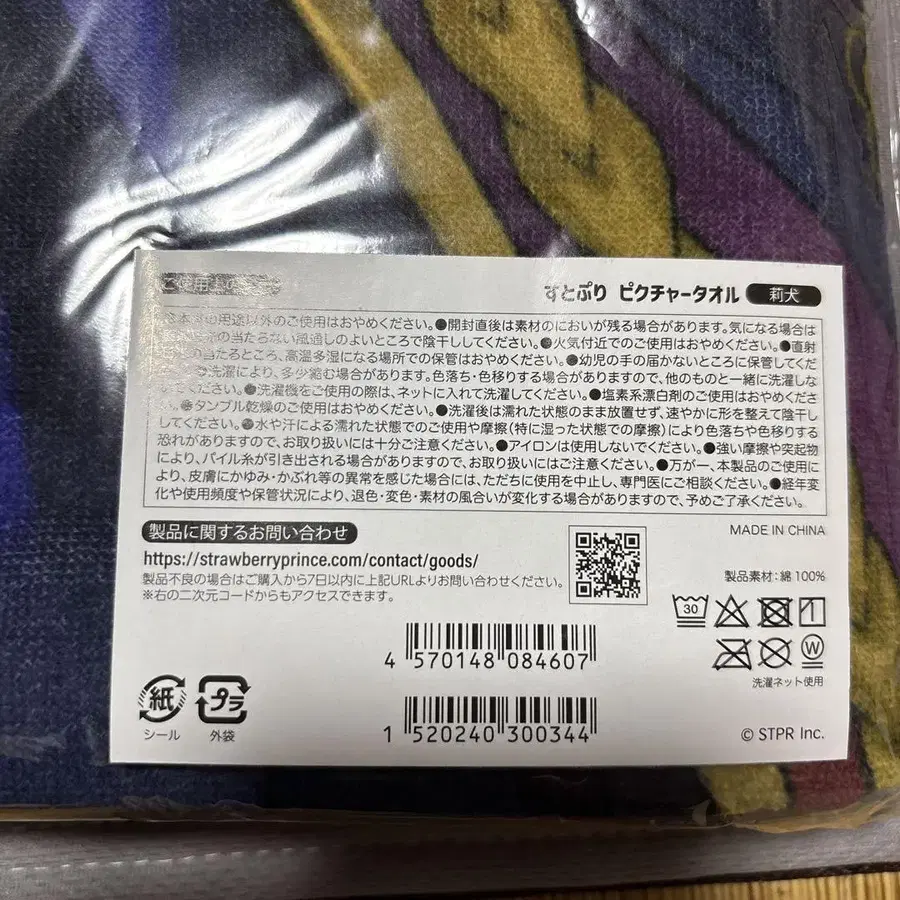 ご使用上の
すとぷり ピクチャータオル 莉犬
の用途以外のご使用はおやめください。●開封直後は素材のにおいが残る場合があります。気になる場合は
の当たらない風通しのよいところで陰干ししてください。●火気付近でのご使用はおやめください。●直射
の当たるところ、高温多湿になる場所での保管はおやめください。●幼児の手の届かないところに保管してくだ
洗濯により、多少縮む場合があります。色落ち・色移りする場合がありますので、他のものと一緒に洗濯しな
てください。●洗濯機をご使用の際は、ネットに入れて洗濯してください。●塩素系漂白剤のご使用はおやめくださ
い。●タンブル乾燥のご使用はおやめください。●洗濯後は濡れた状態のまま放置せず、速やかに形を整えて陰干
ししてください。●水や汗による濡れた状態でのご使用や摩擦(特に湿った状態での摩擦)により色落ちや色移りする
恐れがありますので、お取り扱いには十分ご注意ください。●アイロンは使用しないでください。●強い摩擦や突起物
により、パイル糸が引き出される場合がありますので、お取り扱いにはご注意ください。●万が一、本製品のご使用に
より、皮膚にかゆみ・かぶれ等の異常を感じた場合には、ただちに使用を中止し、専門医にご相談ください。●経年変
化や使用頻度や保管状況により、退色・変色・素材の風合いが変化する場合がありますので、予めご了承ください。
製品に関するお問い合わせ
https://strawberryprince.com/contact/goods/
製品不良の場合はご購入から7日以内に上記URLよりお問い合わせください。
※右の二次元コードからもアクセスできます。
MADE IN CHINA
製品素材:綿100%
30
W
洗濯ネット使用
4 570148 084607
1 520240 300344
紙
シール
プラ
外袋
© STPR Inc.